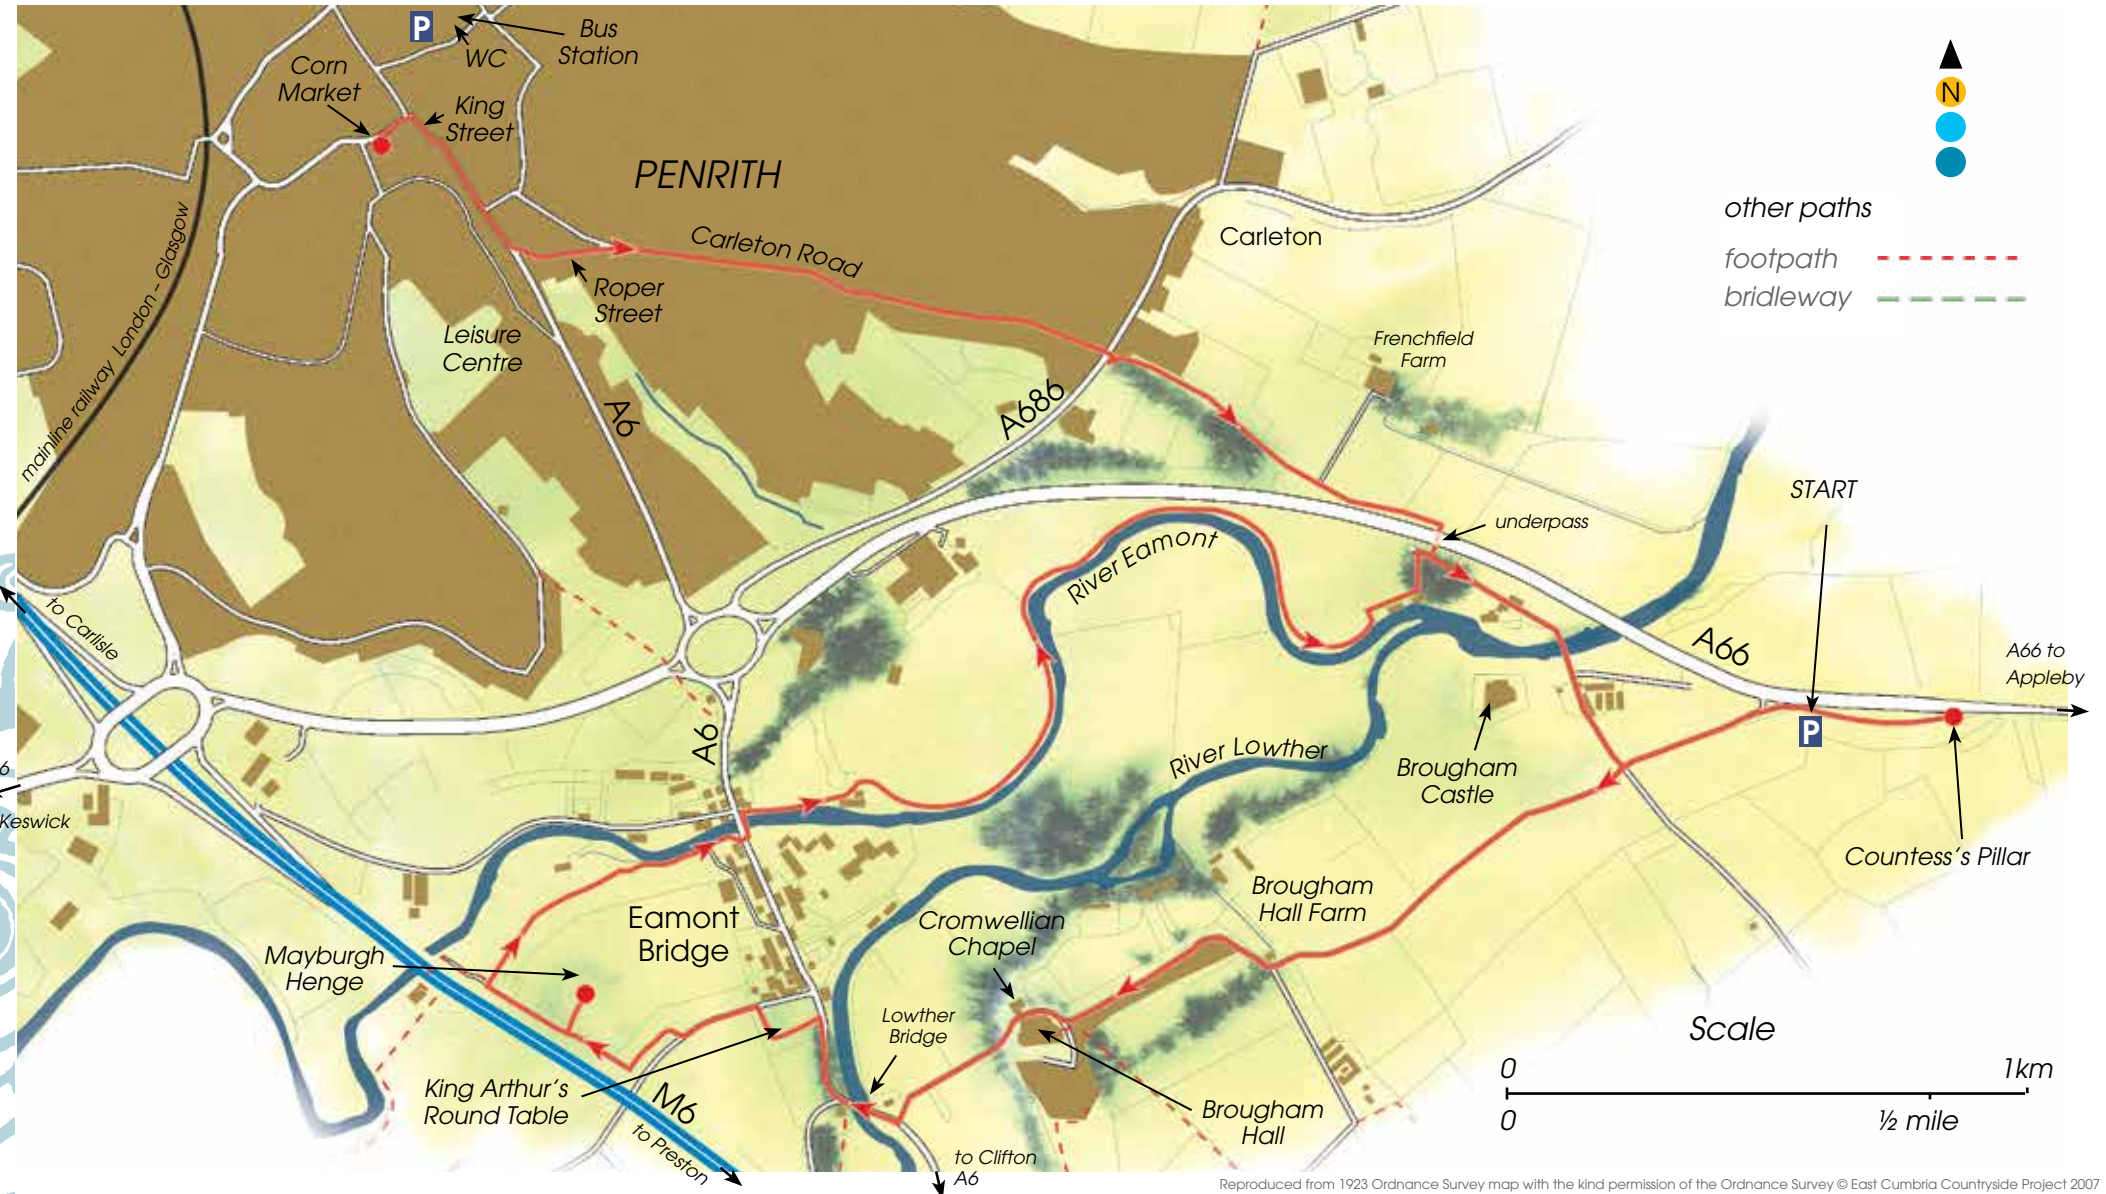 P
Bus
Station
WC
Corn
Market
King
Street
N
PENRITH
other paths
footpath
bridleway
Carleton
Carleton Road
mainline railway London – Glasgow
Roper
Street
Leisure
Centre
Frenchfield
Farm
A6
A686
START
underpass
River Eamont
to Carlisle
A66
A66 to
Appleby
P
A6
River Lowther
Brougham
Castle
6
Keswick
Countess's Pillar
Brougham
Hall Farm
Eamont
Bridge
Cromwellian
Chapel
Mayburgh
Henge
Lowther
Bridge
Scale
0
1km
0
½ mile
King Arthur's
Round Table
M6
to Preston
Brougham
Hall
to Clifton
A6
Reproduced from 1923 Ordnance Survey map with the kind permission of the Ordnance Survey © East Cumbria Countryside Project 2007